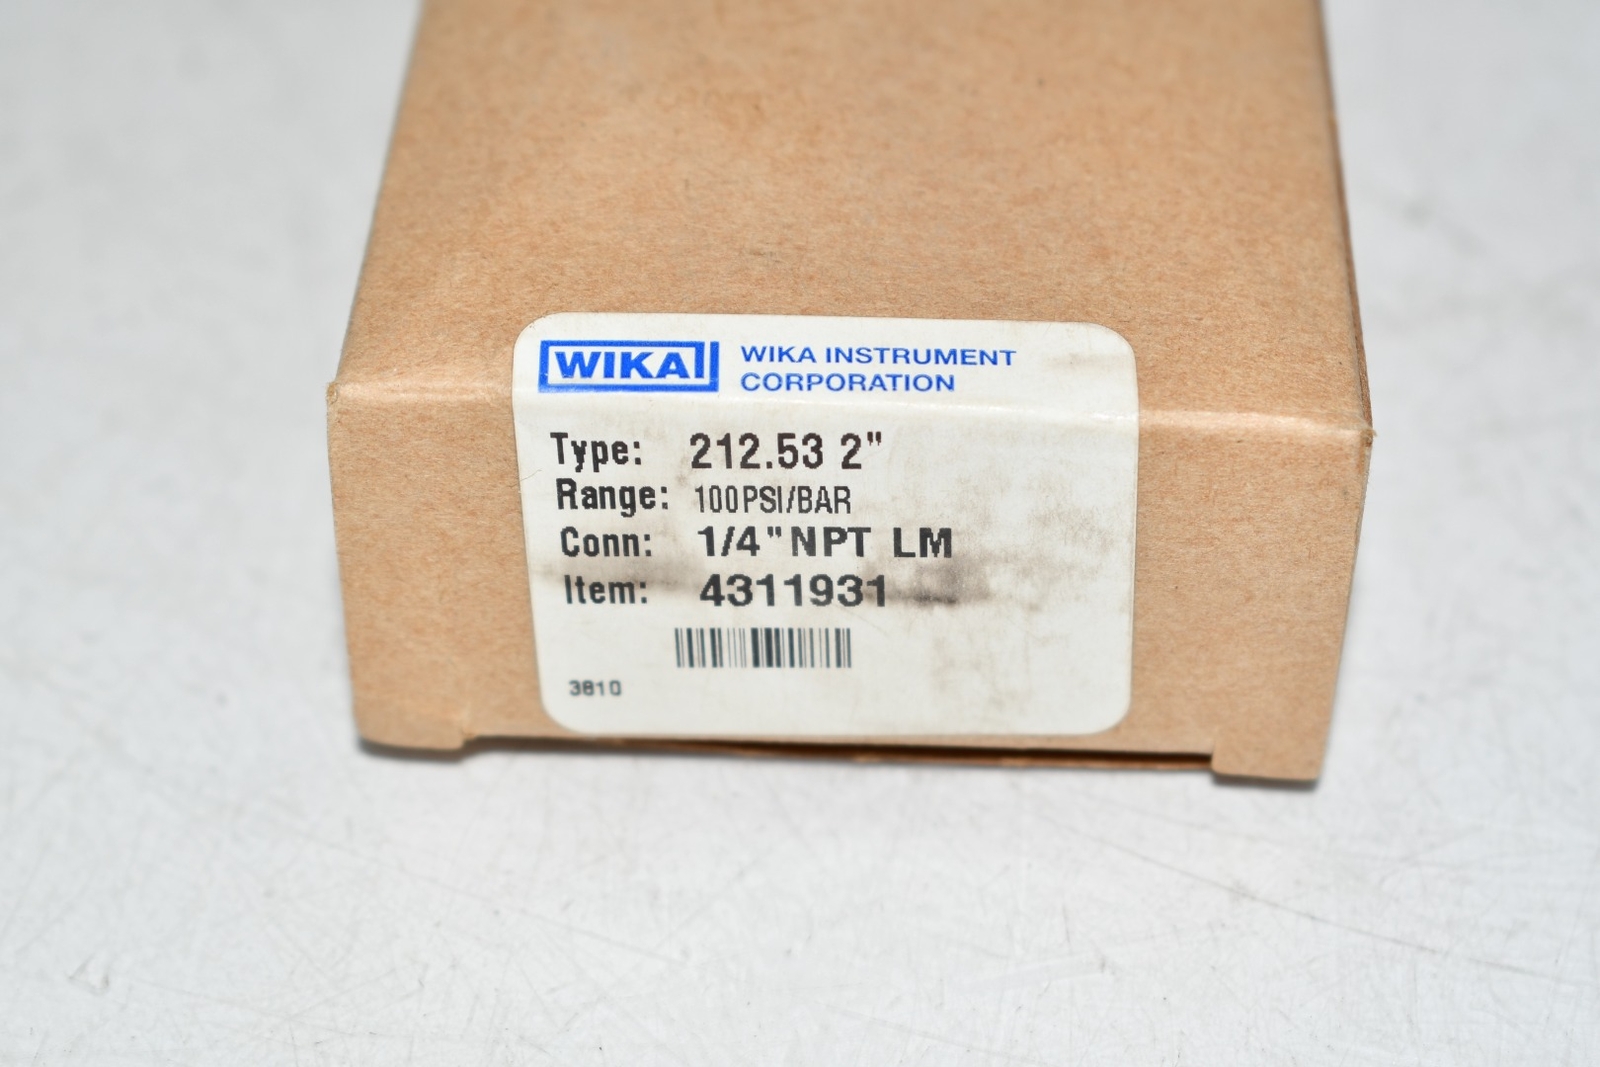 WIKA WIKA INSTRUMENT
CORPORATION
Type: 212.53 2"
Range: 100PSI/BAR
Conn: 1/4"NPT LM
Item: 4311931
3810